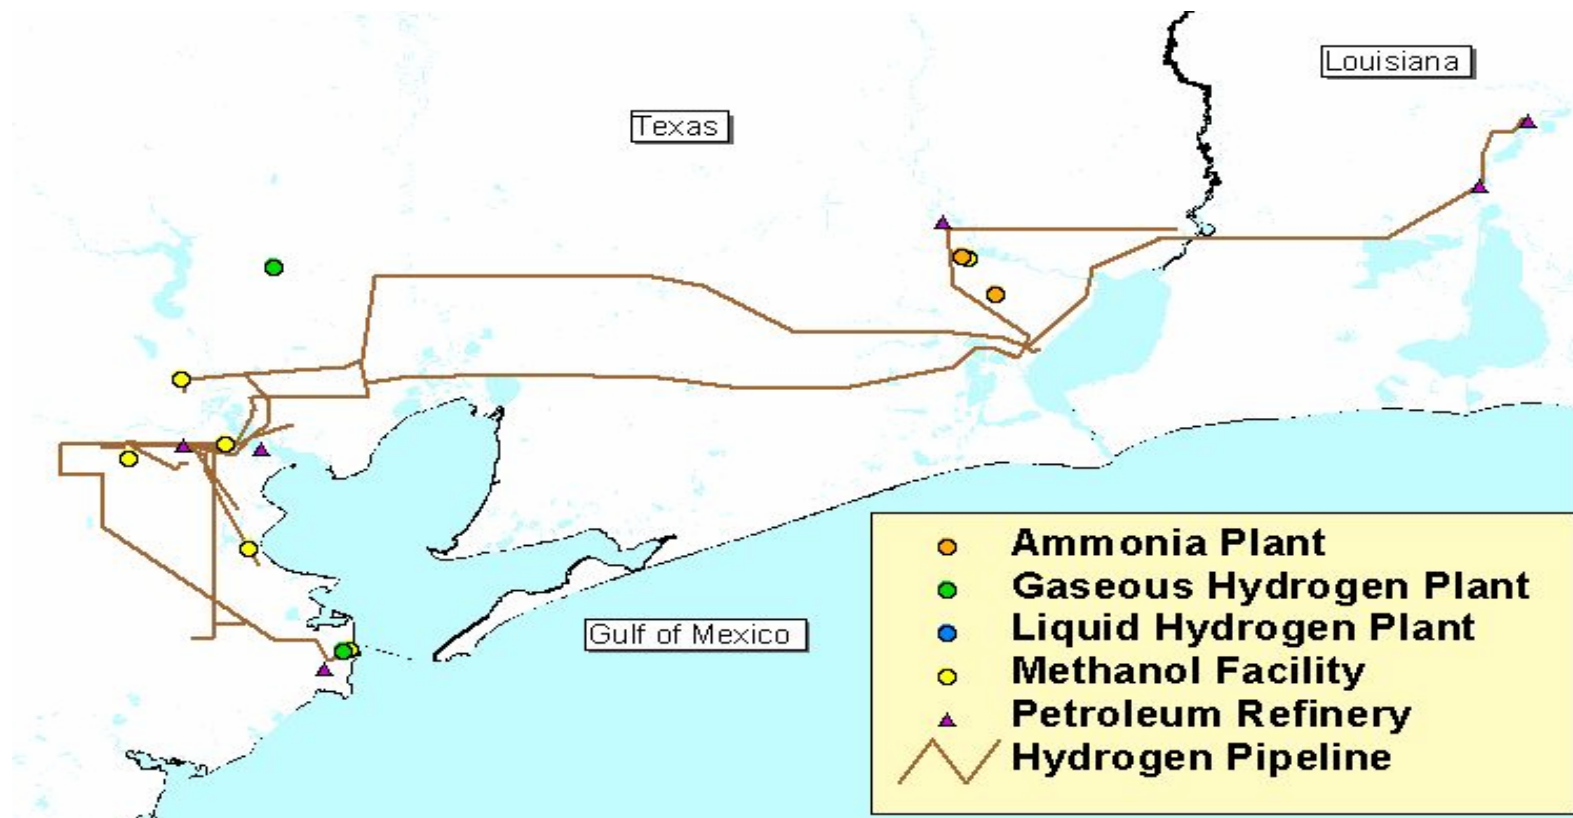 Louisiana
Texas
Gulf of Mexico
Ammonia Plant
Gaseous Hydrogen Plant
Liquid Hydrogen Plant
Methanol Facility
Petroleum Refinery
Hydrogen Pipeline